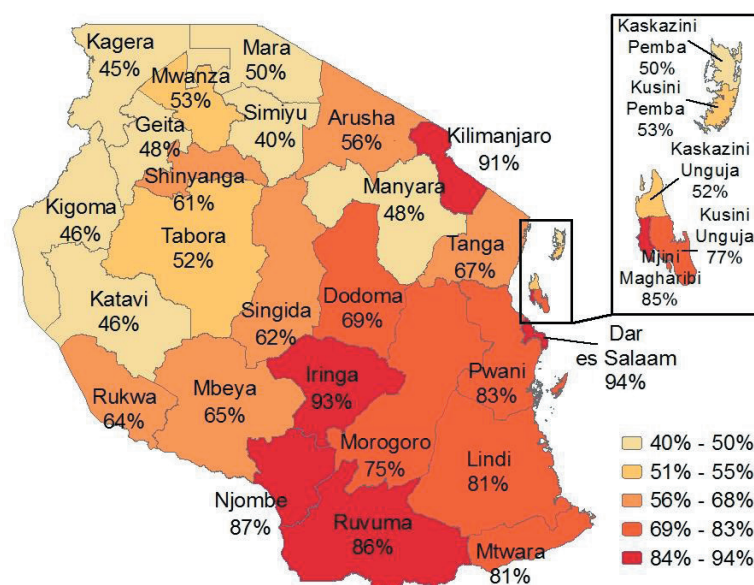 Kagera
45%
Mara
50%
Mwanza
53%
Geita
48%
Simiyu
40%
Arusha
56%
Kilimanjaro
91%
Shinyanga
61%
Kigoma
46%
Tabora
52%
Manyara
48%
Tanga
67%
Katavi
46%
Singida
62%
Dodoma
69%
Rukwa
64%
Mbeya
65%
Iringa
93%
Morogoro
75%
Pwani
83%
Dar
es Salaam
94%
Lindi
81%
Njombe
87%
Ruvuma
86%
Mtwara
81%
Kaskazini
Pemba
50%
Kusini
Pemba
53%
Kaskazini
Unguja
52%
Kusini
Unguja
77%
Mjini
Magharibi
85%
40% - 50%
51% - 55%
56% - 68%
69% - 83%
84% - 94%